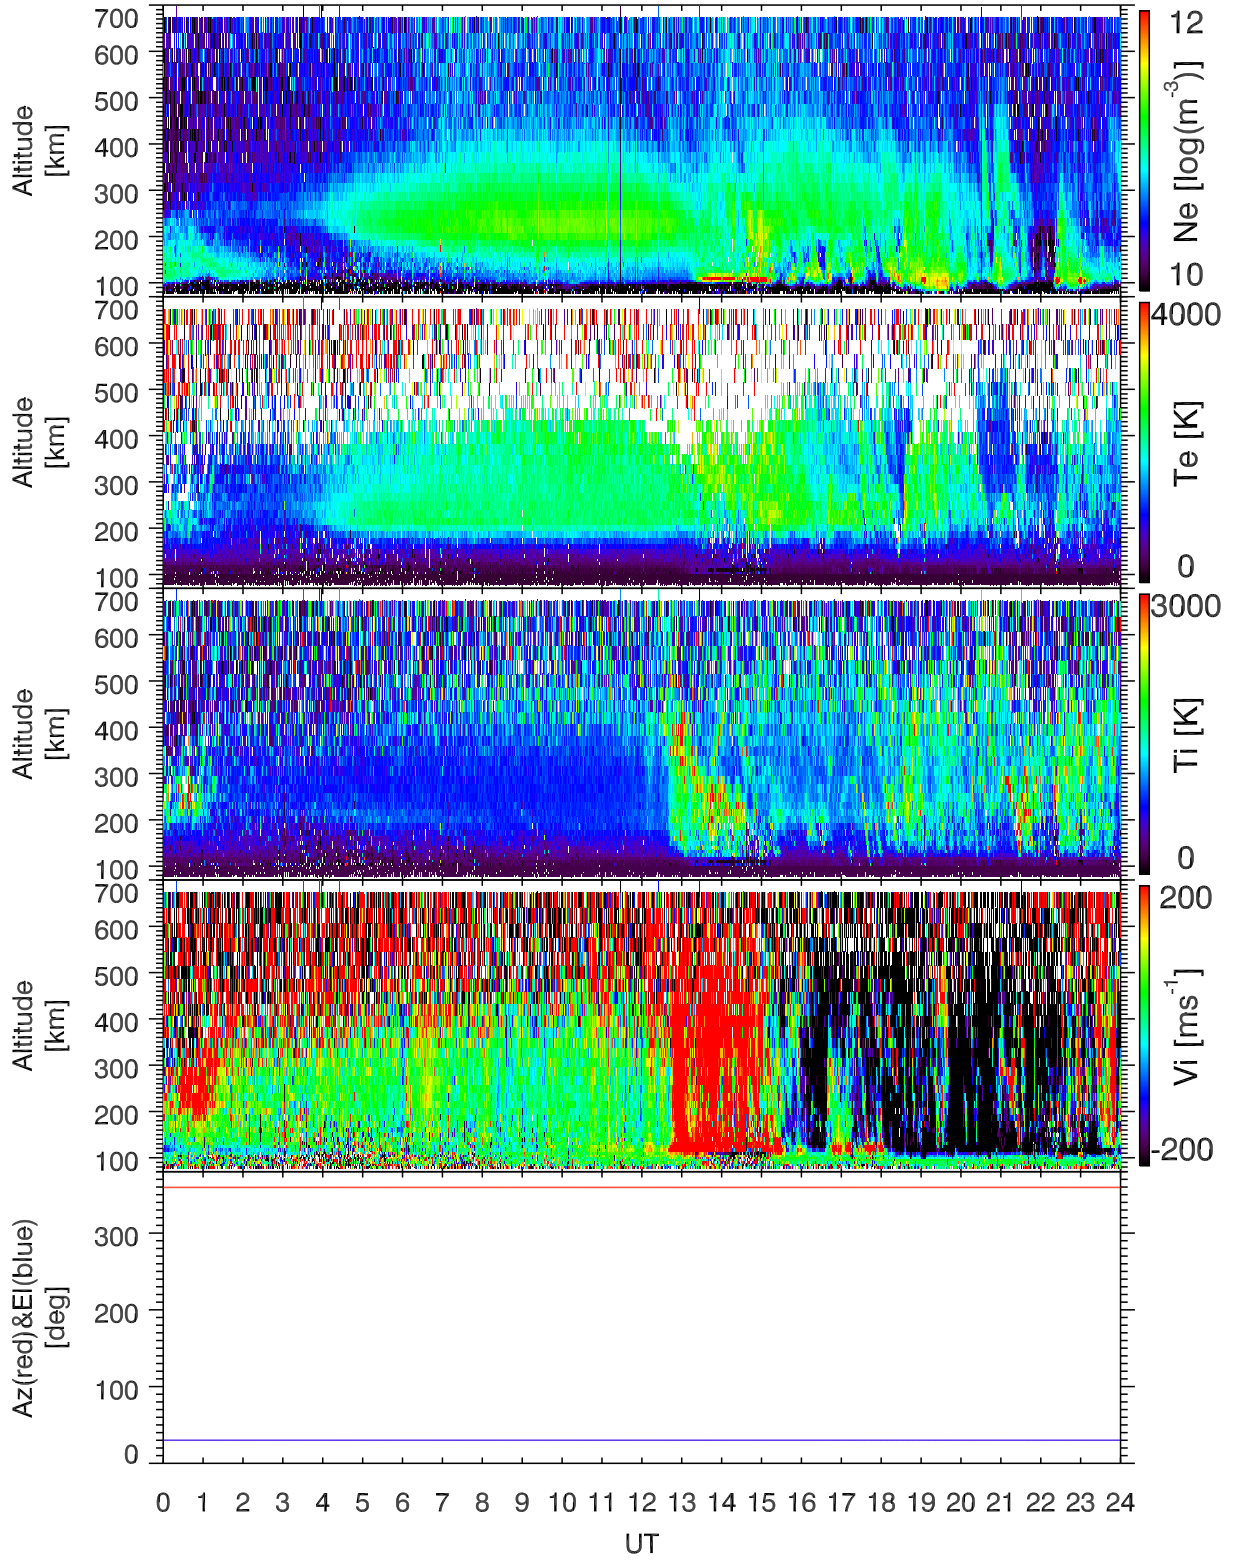 700
600
500
400
300
200
100
Altitude
[km]
12
10
Ne [log(m⁻³)]
700
600
500
400
300
200
100
Altitude
[km]
4000
0
Te [K]
700
600
500
400
300
200
100
Altitude
[km]
3000
0
Ti [K]
700
600
500
400
300
200
100
Altitude
[km]
200
-200
Vi [ms⁻¹]
300
200
100
0
Az(red)&El(blue)
[deg]
0 1 2 3 4 5 6 7 8 9 10 11 12 13 14 15 16 17 18 19 20 21 22 23 24
UT